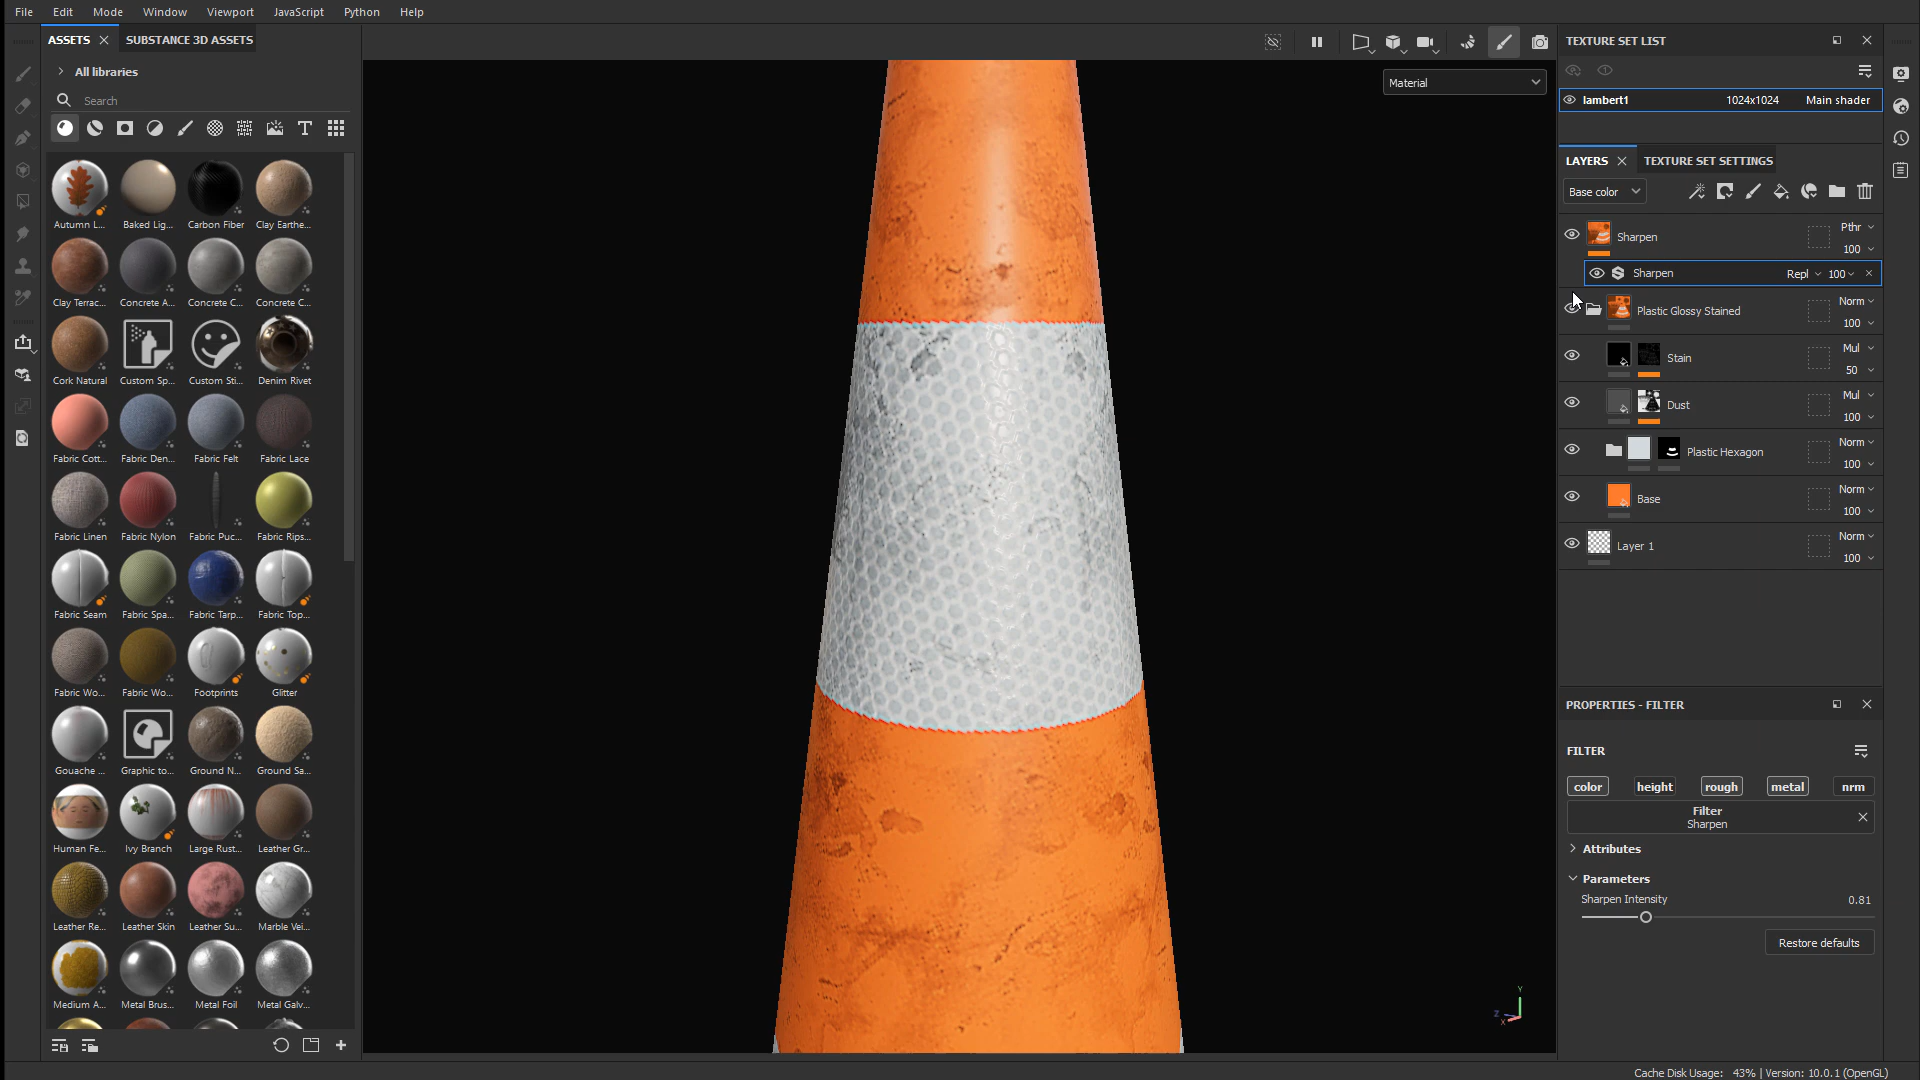 File Edit Mode Window Viewport JavaScript Python Help
ASSETS SUBSTANCE 3D ASSETS
All libraries
Search
Autumn L... Baked Lig... Carbon Fiber Clay Earthe...
Clay Terrac... Concrete A... Concrete C... Concrete C...
Cork Natural Custom Sp... Custom Sti... Denim Rivet
Fabric Cott... Fabric Den... Fabric Felt Fabric Lace
Fabric Linen Fabric Nylon Fabric Puc... Fabric Rips...
Fabric Seam Fabric Spa... Fabric Tarp... Fabric Top...
Fabric Wo... Fabric Wo... Footprints Glitter
Gouache ... Graphic to... Ground N... Ground Sa...
Human Fe... Ivy Branch Large Rust... Leather Gr...
Leather Re... Leather Skin Leather Su... Marble Vei...
Medium A... Metal Brus... Metal Foil Metal Galv...
Material
Y
Z
X
TEXTURE SET LIST
lambert1 1024x1024 Main shader
LAYERS TEXTURE SET SETTINGS
Base color
Sharpen Pthr
100
Sharpen Repl 100
Plastic Glossy Stained Norm
100
Stain Mul
50
Dust Mul
100
Plastic Hexagon Norm
100
Base Norm
100
Layer 1 Norm
100
PROPERTIES - FILTER
FILTER
color height rough metal nrm
Filter
Sharpen
Attributes
Parameters
Sharpen Intensity 0.81
Restore defaults
Cache Disk Usage: 43% | Version: 10.0.1 (OpenGL)